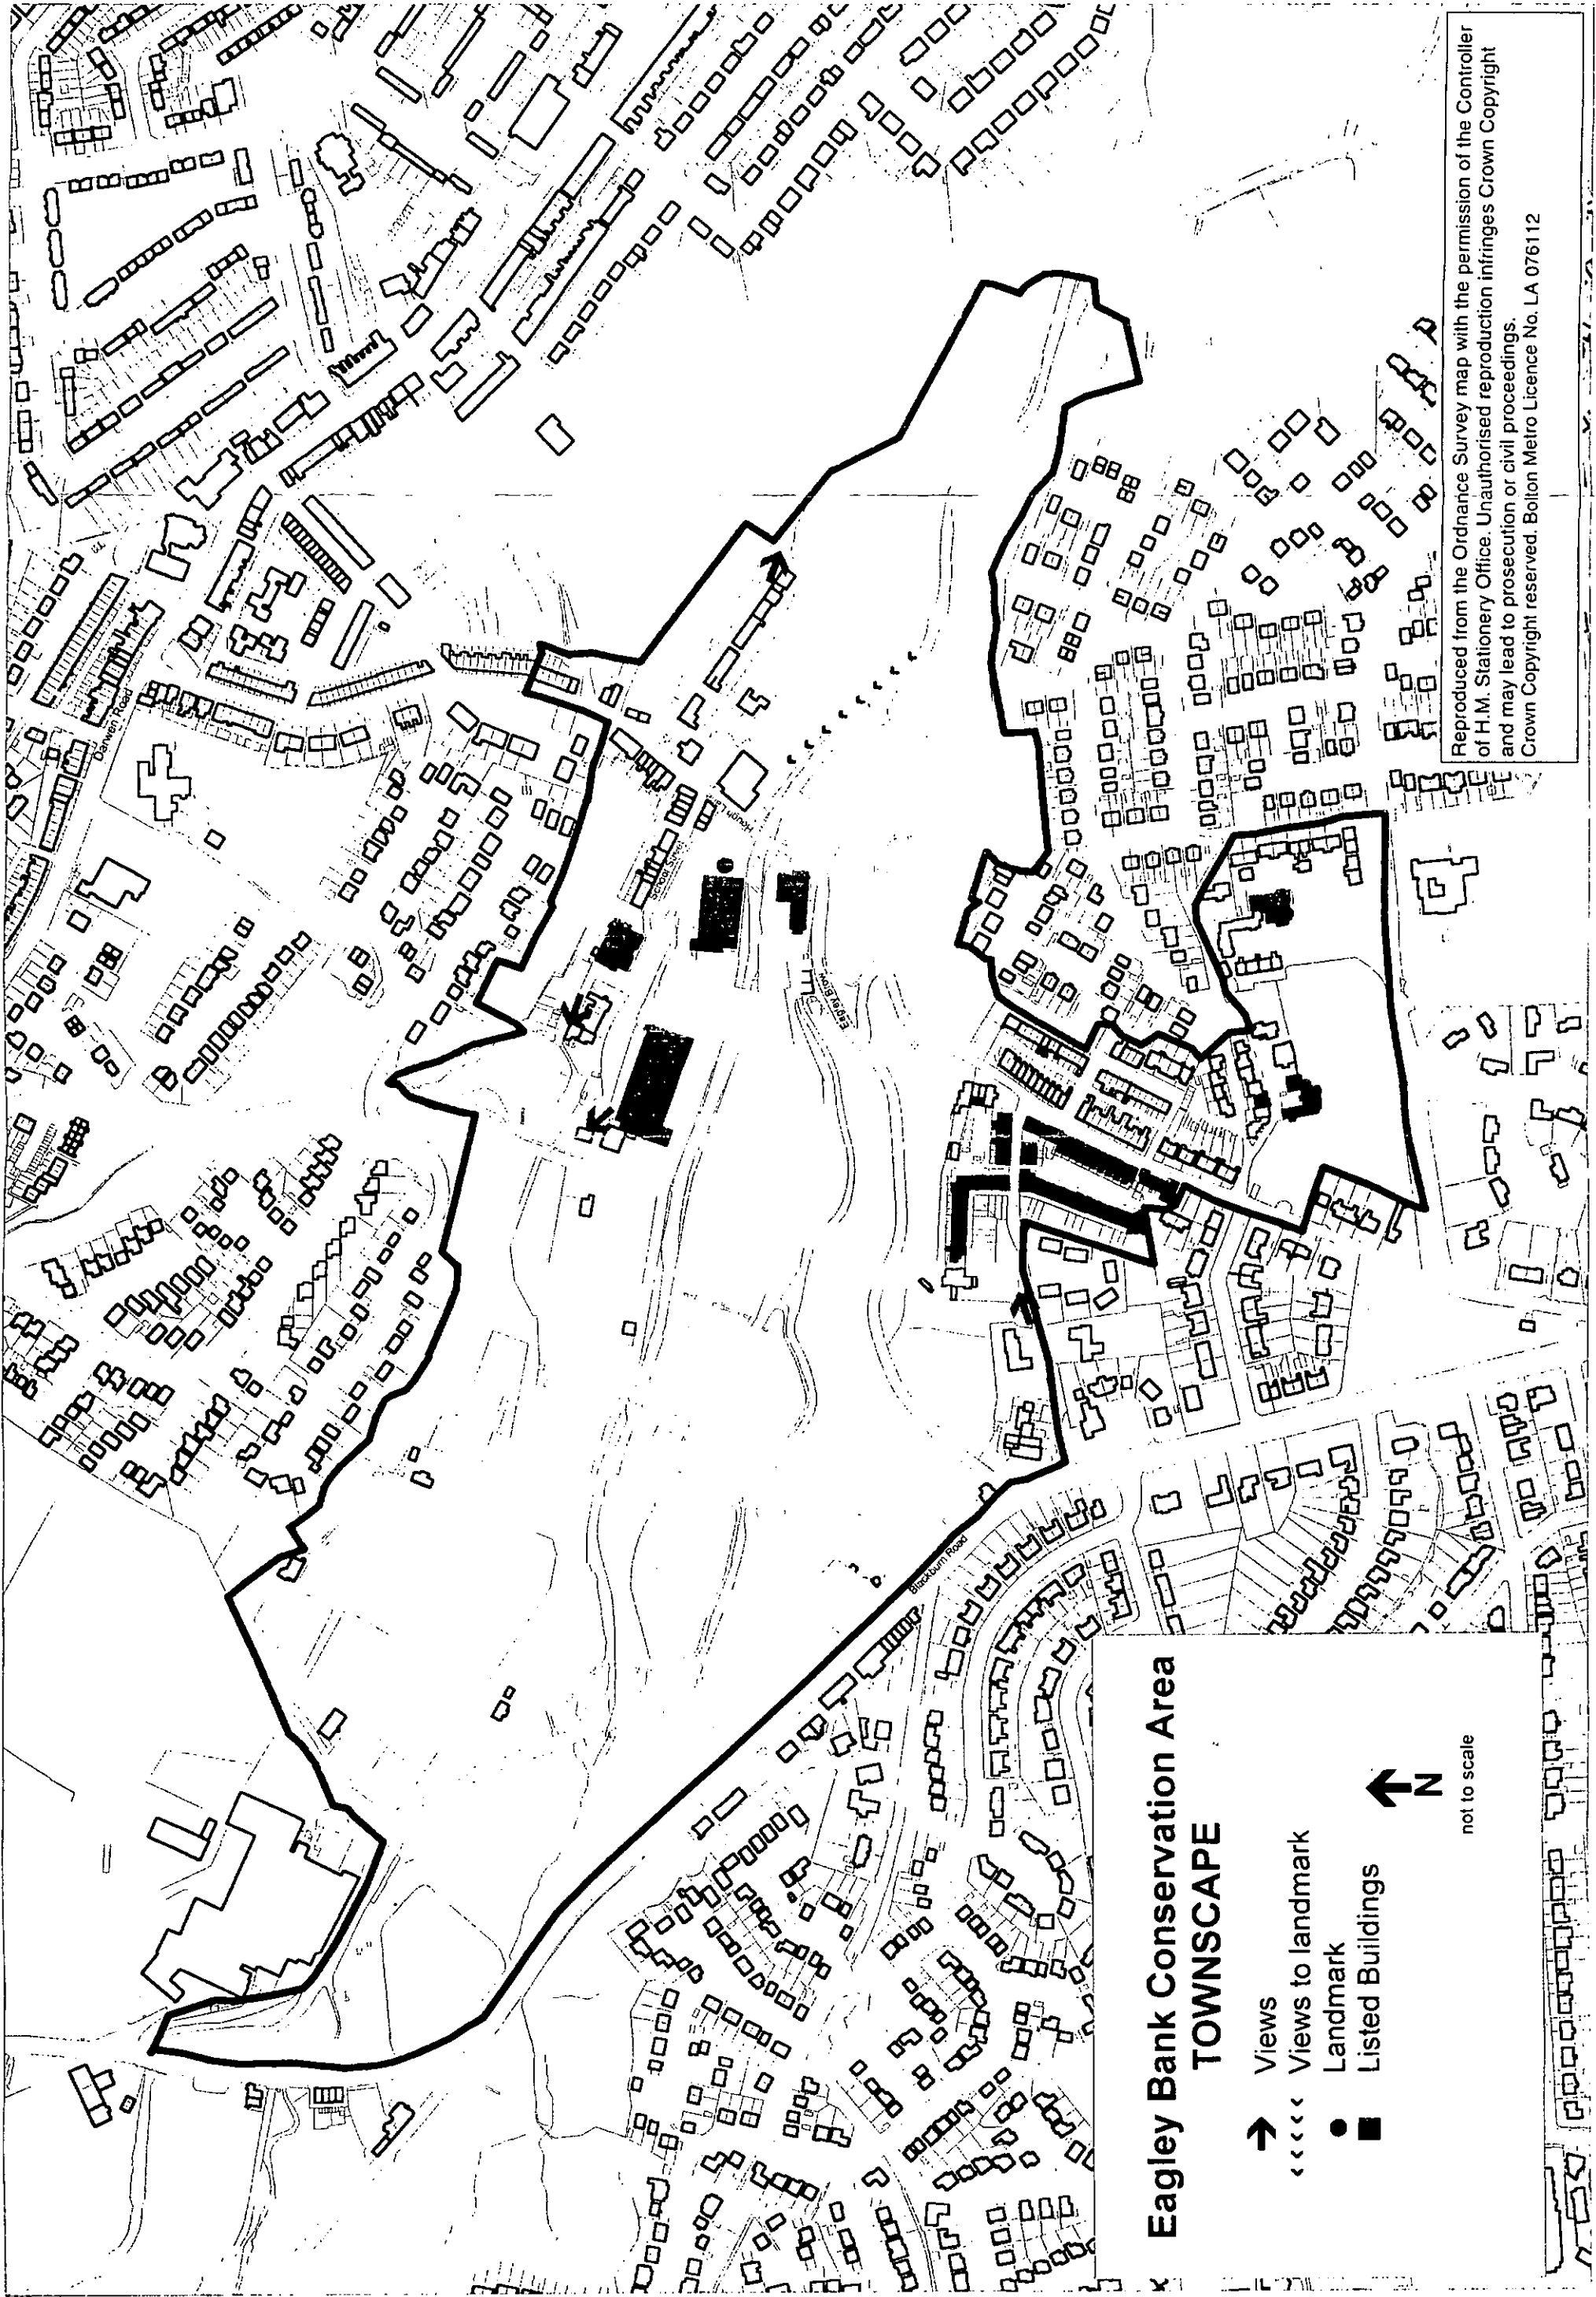 Eagley Bank Conservation Area
TOWNSCAPE
Views
Views to landmark
Landmark
Listed Buildings
N
not to scale
Reproduced from the Ordnance Survey map with the permission of the Controller
of H.M. Stationery Office. Unauthorised reproduction infringes Crown Copyright
and may lead to prosecution or civil proceedings.
Crown Copyright reserved. Bolton Metro Licence No. LA 076112
Darwen Road
Hough
School
Eagley Brow
Blackburn Road